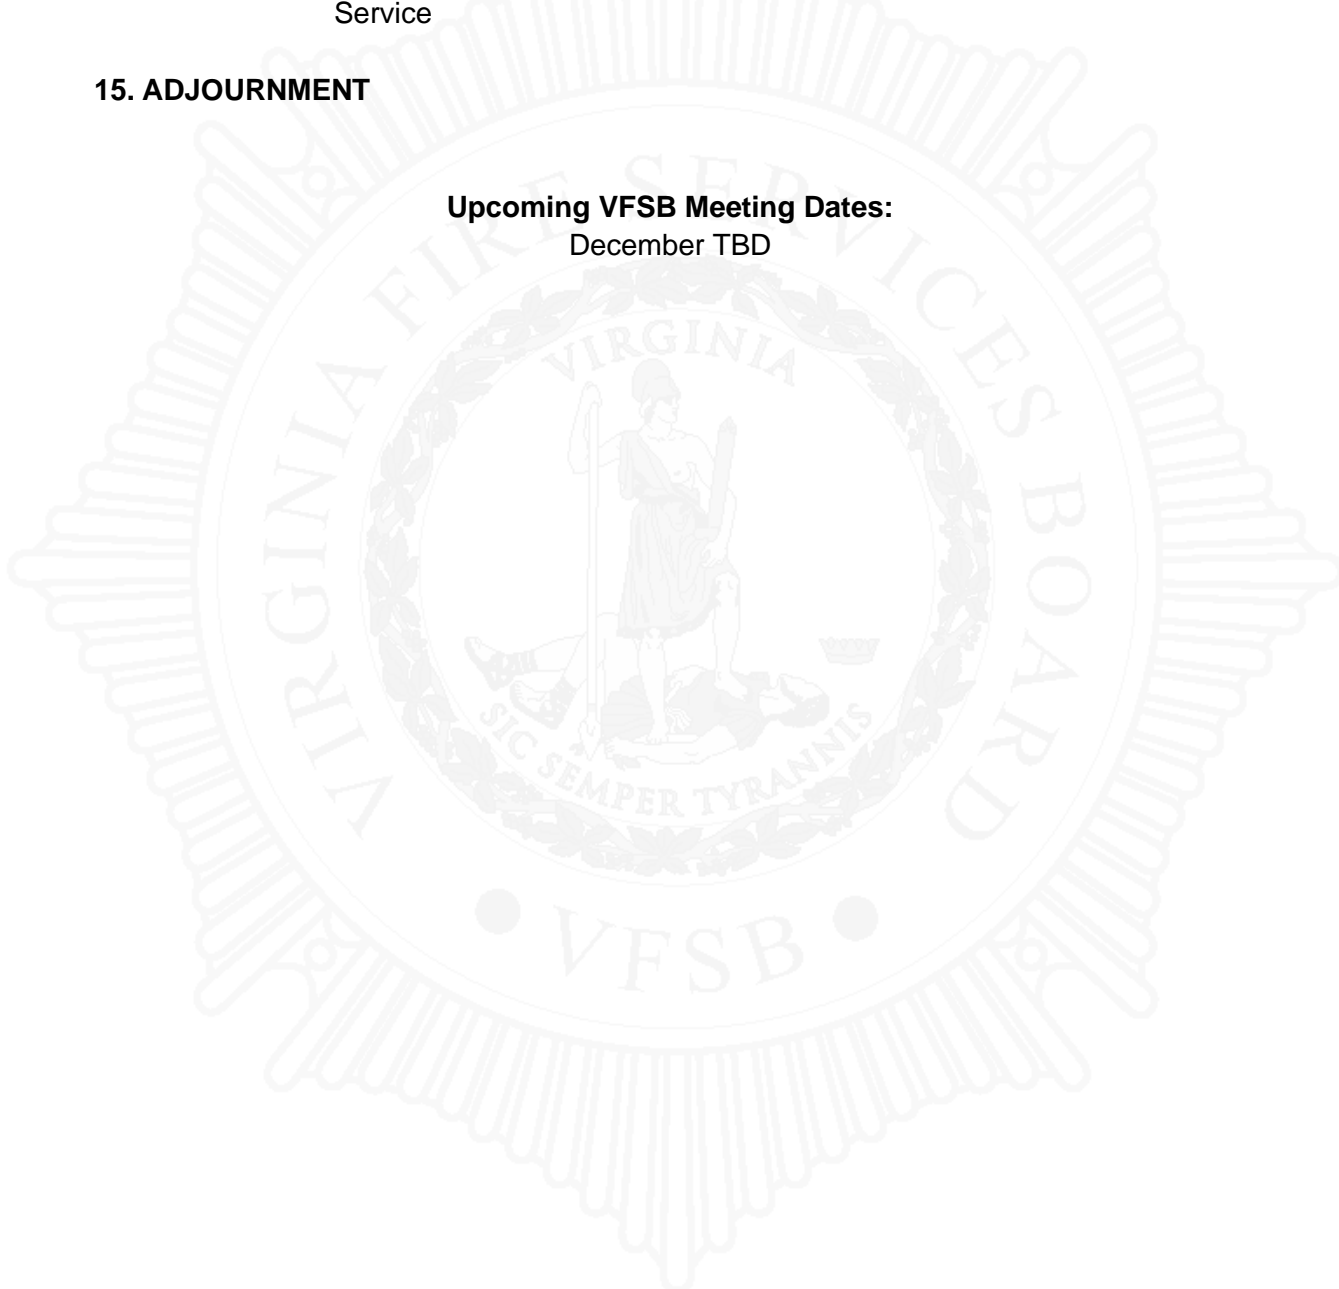 Service
15. ADJOURNMENT
Upcoming VFSB Meeting Dates:
December TBD
VIRGINIA FIRE SERVICES BOARD
VIRGINIA
SIC SEMPER TYRANNIS
VFSB